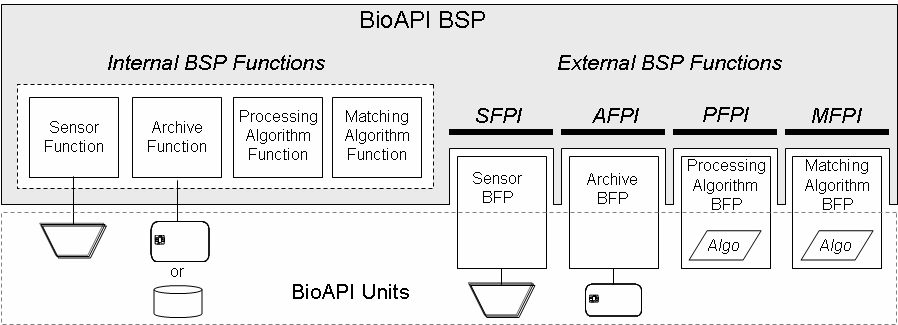 BioAPI BSP
Internal BSP Functions
External BSP Functions
Sensor
Function
Archive
Function
Processing
Algorithm
Function
Matching
Algorithm
Function
SFPI
AFPI
PFPI
MFPI
Sensor
BFP
Archive
BFP
Processing
Algorithm
BFP
Algo
Matching
Algorithm
BFP
Algo
or
BioAPI Units